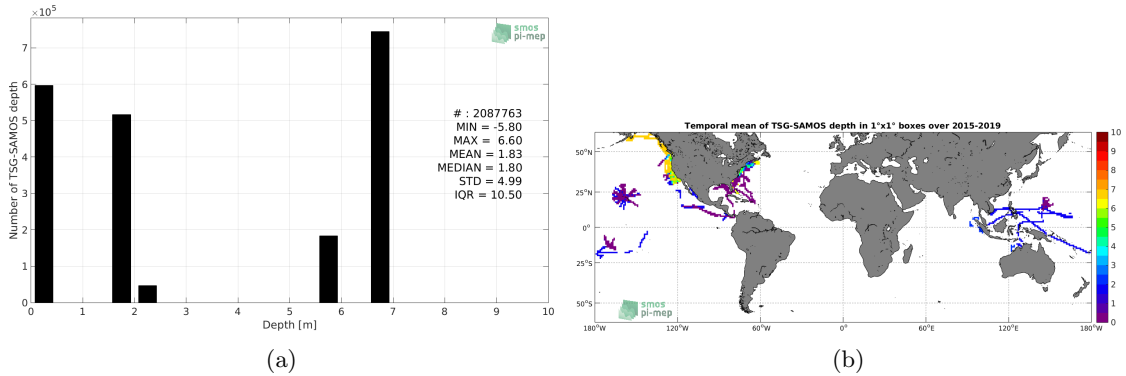 ×10⁵
smos
pi-mep
7
6
5
4
3
2
1
0
Number of TSG-SAMOS depth
# : 2087763
MIN = -5.80
MAX = 6.60
MEAN = 1.83
MEDIAN = 1.80
STD = 4.99
IQR = 10.50
0 1 2 3 4 5 6 7 8 9 10
Depth [m]
(a)
Temporal mean of TSG-SAMOS depth in 1°x1° boxes over 2015-2019
50°N
25°N
0°
25°S
50°S
smos
pi-mep
180°W 120°W 60°W 0° 60°E 120°E 180°W
10
9
8
7
6
5
4
3
2
1
0
(b)